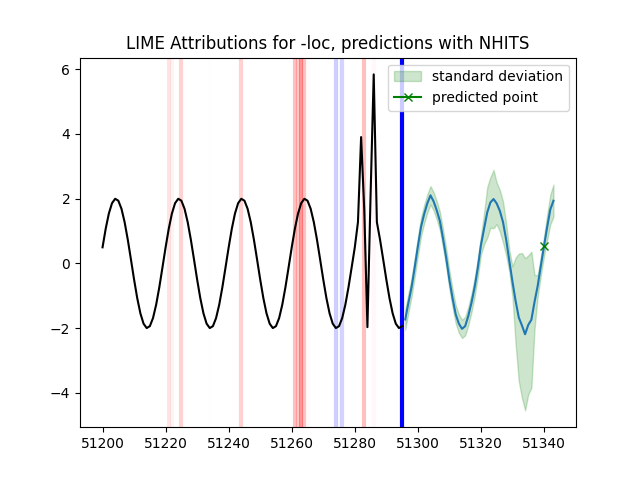 LIME Attributions for -loc, predictions with NHITS
standard deviation
predicted point
6
4
2
0
−2
−4
51200 51220 51240 51260 51280 51300 51320 51340